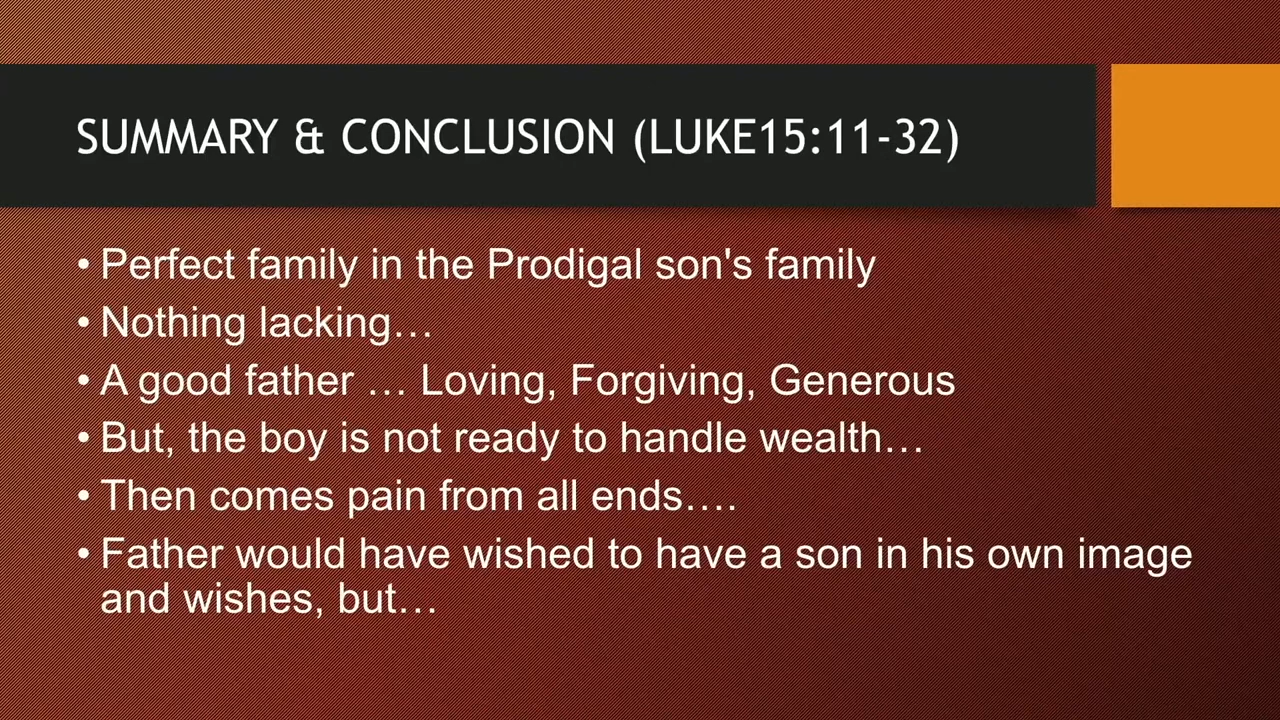 SUMMARY & CONCLUSION (LUKE15:11-32)
• Perfect family in the Prodigal son's family
• Nothing lacking…
• A good father … Loving, Forgiving, Generous
• But, the boy is not ready to handle wealth…
• Then comes pain from all ends….
• Father would have wished to have a son in his own image
and wishes, but…